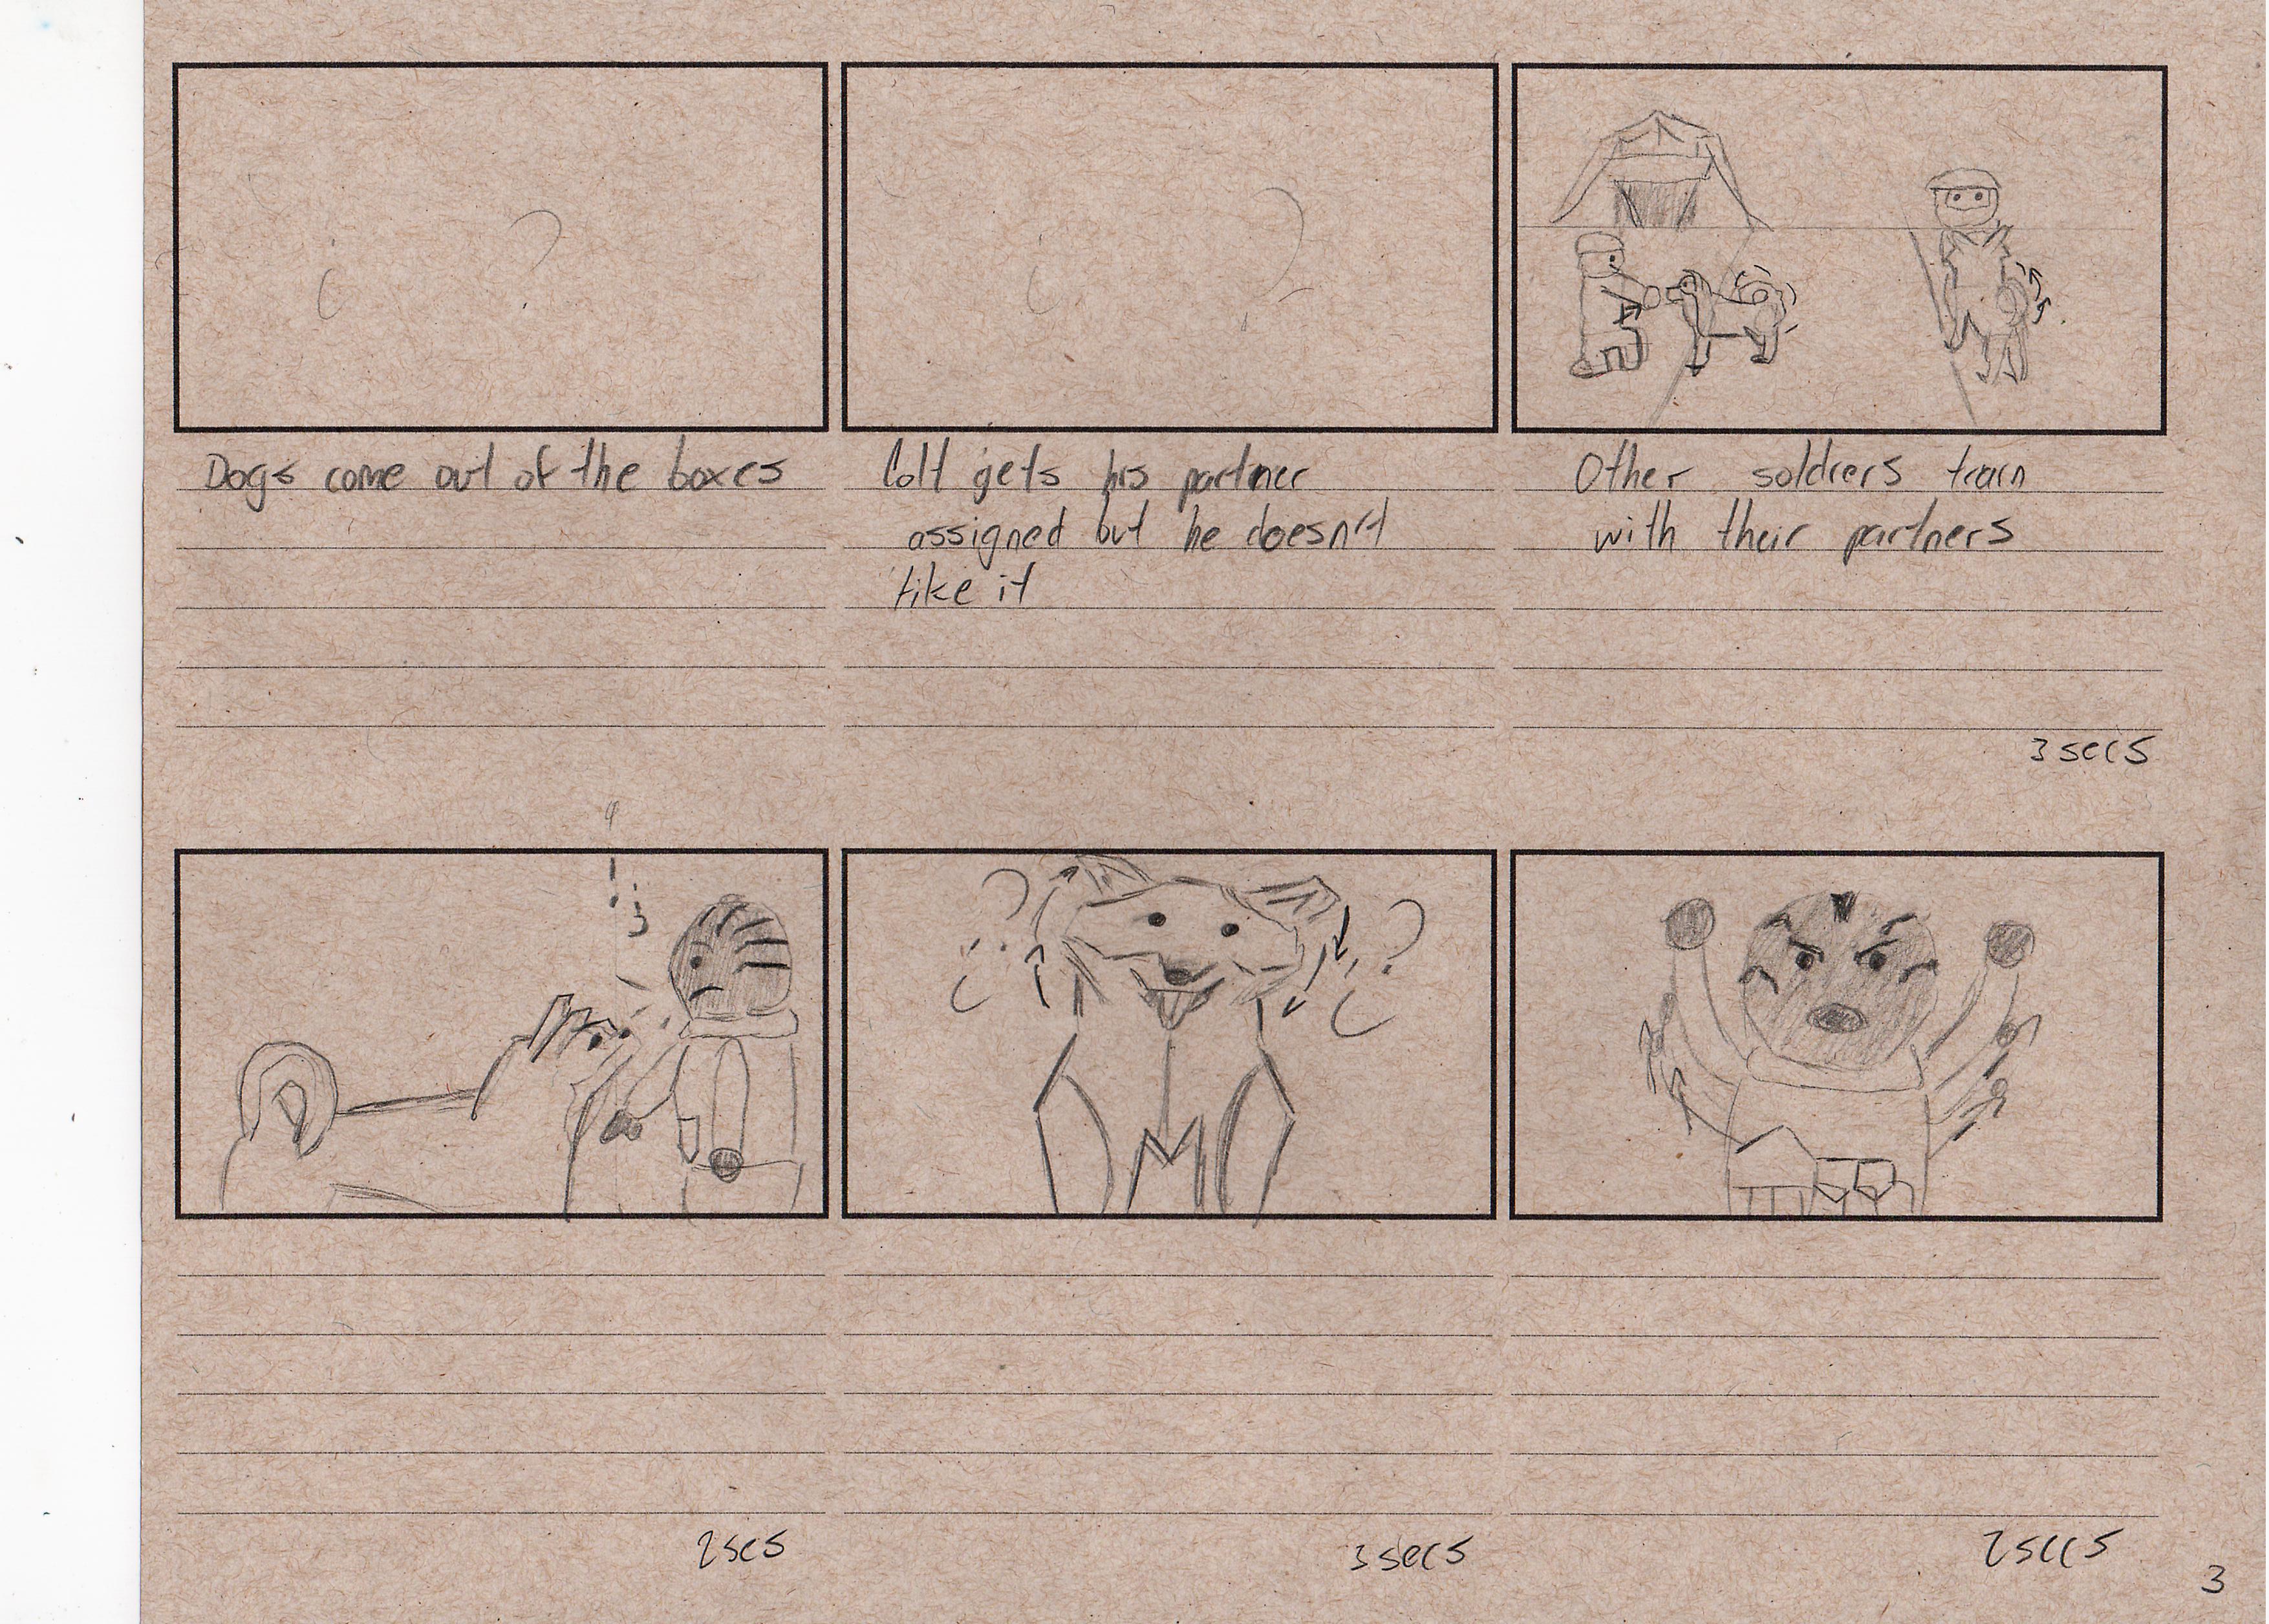 ¿ ?
¿ ?
Dogs come out of the boxes
Colt gets his partner
assigned but he doesn't
like it
Other soldiers train
with their partners
3 secs
? ¿
? ¿
2 scs
3 secs
2 secs
3